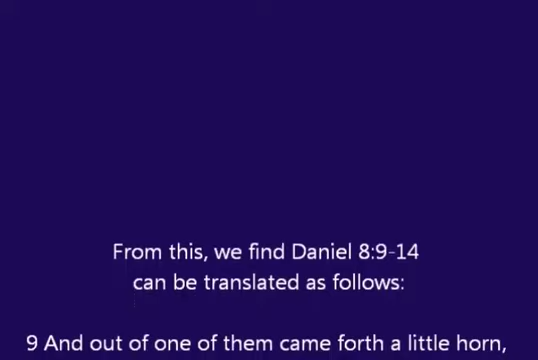 From this, we find Daniel 8:9-14
can be translated as follows:
9 And out of one of them came forth a little horn,